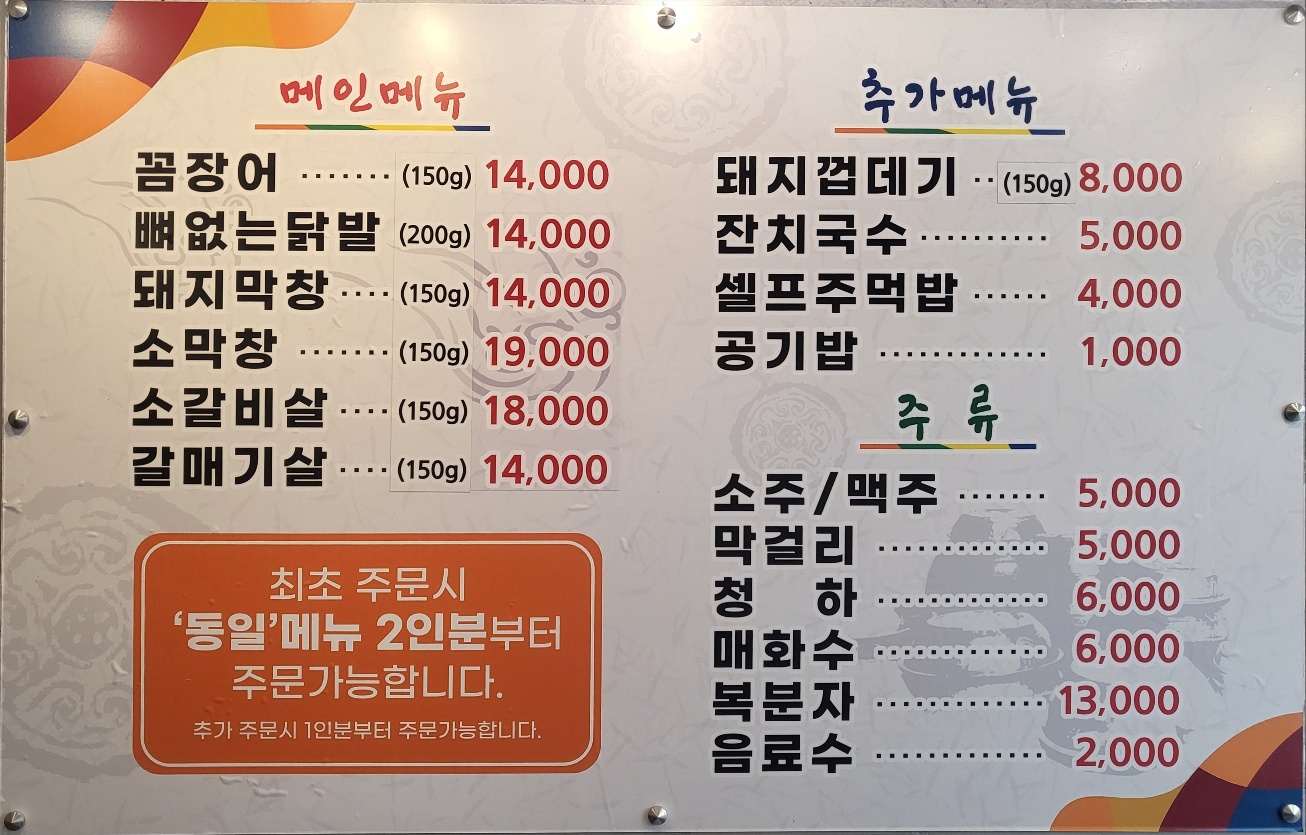 메인메뉴
꼼장어 ······· (150g) 14,000
뼈없는닭발 (200g) 14,000
돼지막창 ···· (150g) 14,000
소막창 ······· (150g) 19,000
소갈비살 ···· (150g) 18,000
갈매기살 ···· (150g) 14,000
최초 주문시
‘동일’메뉴 2인분부터
주문가능합니다.
추가 주문시 1인분부터 주문가능합니다.
추가메뉴
돼지껍데기 ·· (150g) 8,000
잔치국수 ·········· 5,000
셀프주먹밥 ······ 4,000
공기밥 ············· 1,000
주 류
소주/맥주 ······· 5,000
막걸리 ············· 5,000
청 하 ············· 6,000
매화수 ··············· 6,000
복분자 ············· 13,000
음료수 ············· 2,000